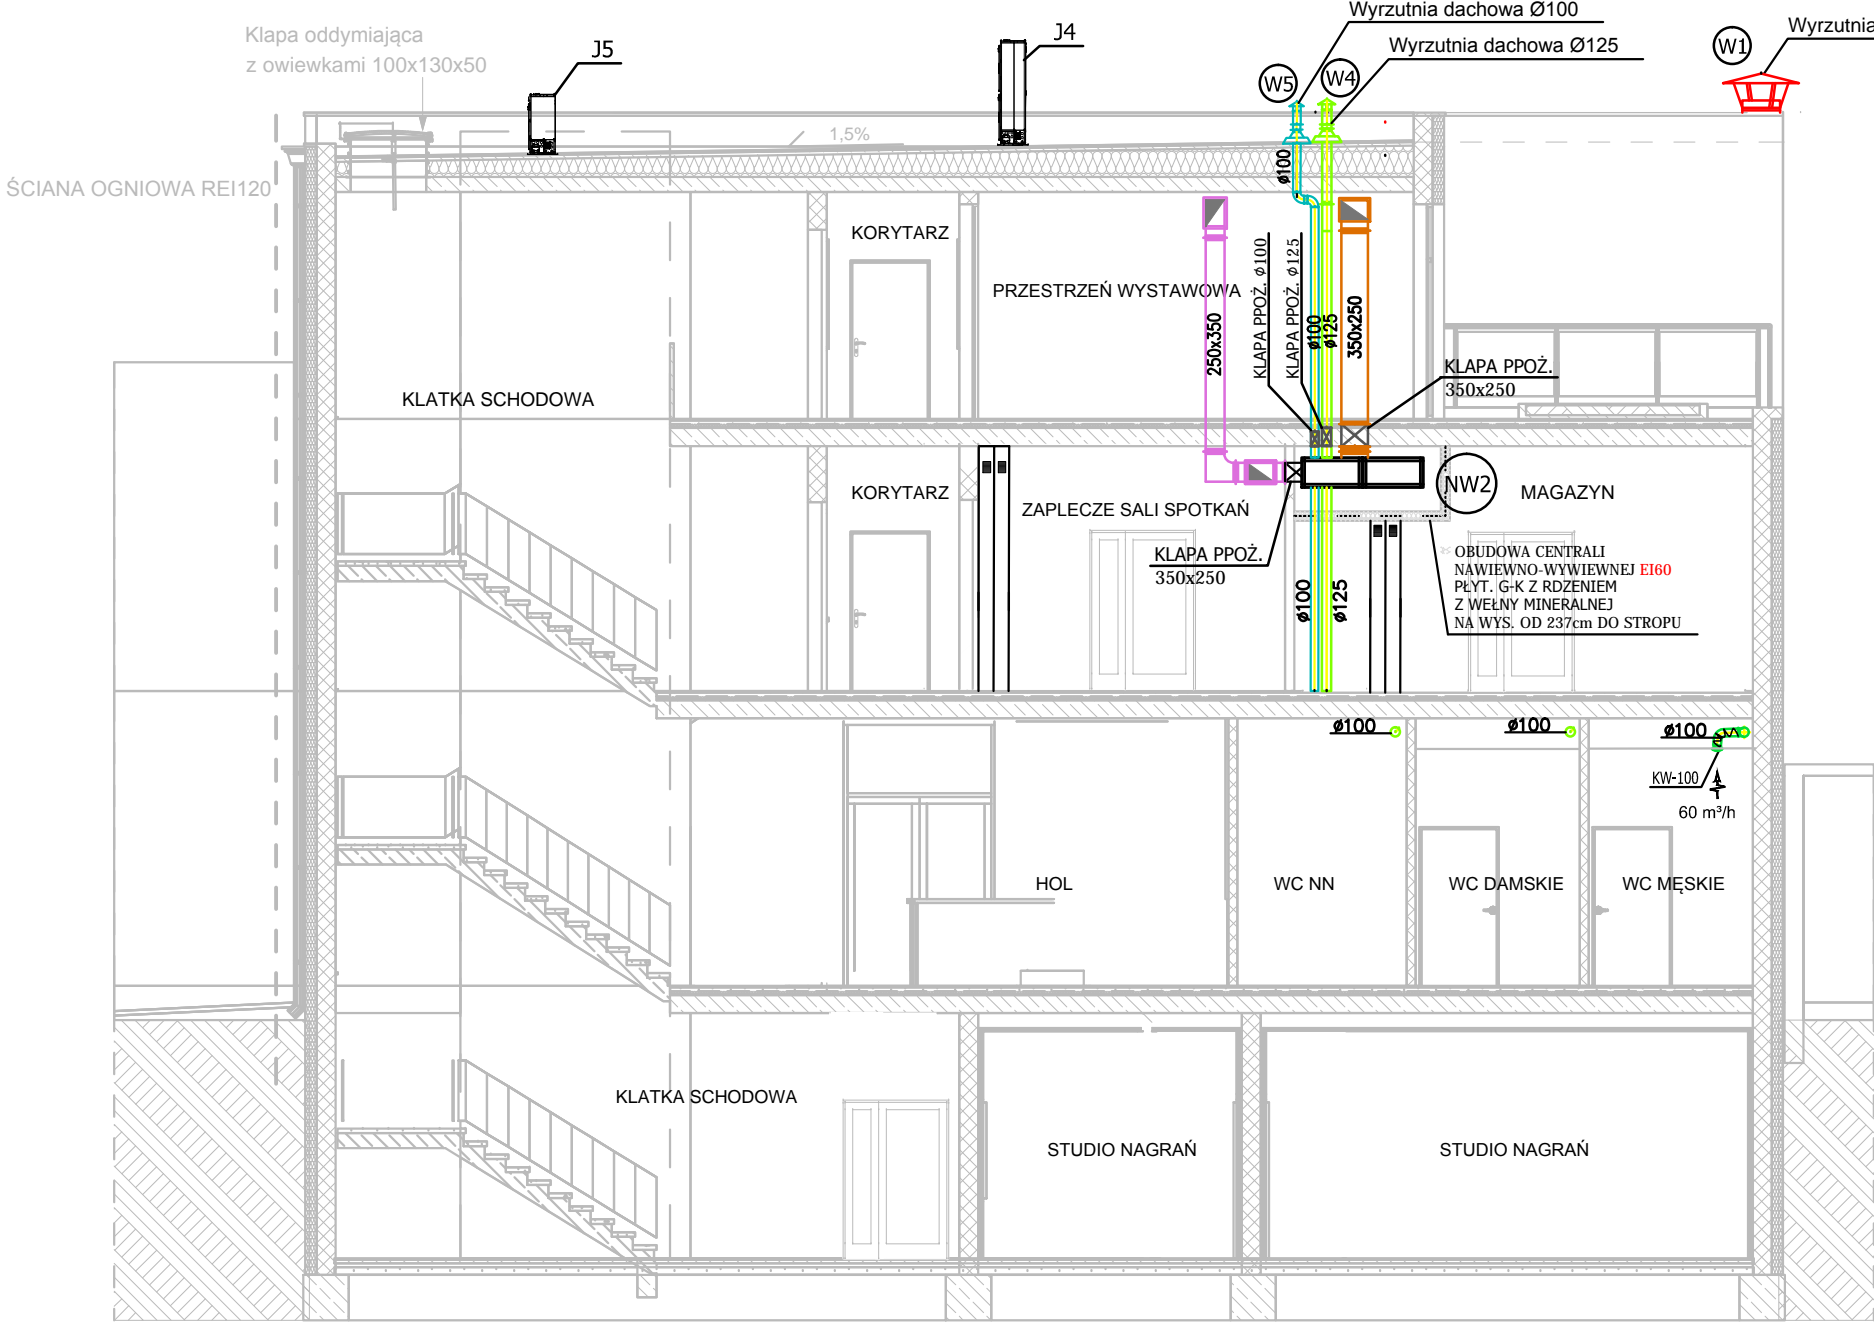 Wyrzutnia dachowa Ø100
Wyrzutnia
Klapa oddymiająca
z owiewkami 100x130x50
J5
J4
Wyrzutnia dachowa Ø125
W1
W5
W4
1,5%
ŚCIANA OGNIOWA REI120
ø100
KORYTARZ
PRZESTRZEŃ WYSTAWOWA
250x350
KLAPA PPOŻ. ø100
KLAPA PPOŻ. ø125
ø100
ø125
350x250
KLAPA PPOŻ.
350x250
KLATKA SCHODOWA
KORYTARZ
ZAPLECZE SALI SPOTKAŃ
NW2
MAGAZYN
KLAPA PPOŻ.
350x250
ø100
ø125
OBUDOWA CENTRALI
NAWIEWNO-WYWIEWNEJ EI60
PŁYT. G-K Z RDZENIEM
Z WEŁNY MINERALNEJ
NA WYS. OD 237cm DO STROPU
ø100
ø100
ø100
KW-100
60 m³/h
HOL
WC NN
WC DAMSKIE
WC MĘSKIE
KLATKA SCHODOWA
STUDIO NAGRAŃ
STUDIO NAGRAŃ